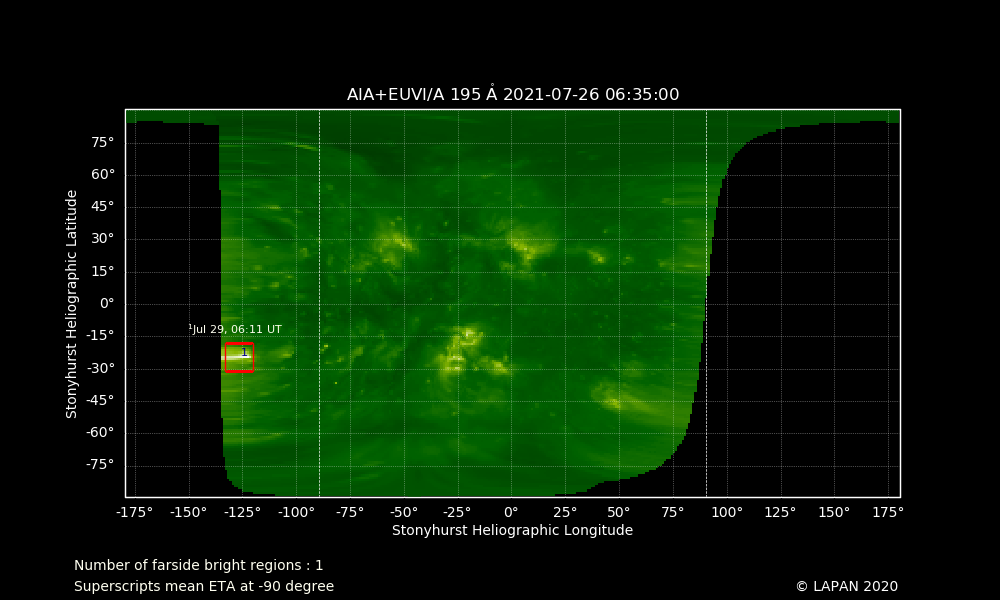 AIA+EUVI/A 195 Å 2021-07-26 06:35:00
Stonyhurst Heliographic Latitude
75°
60°
45°
30°
15°
0°
-15°
-30°
-45°
-60°
-75°
¹Jul 29, 06:11 UT
1
-175° -150° -125° -100° -75° -50° -25° 0° 25° 50° 75° 100° 125° 150° 175°
Stonyhurst Heliographic Longitude
Number of farside bright regions : 1
Superscripts mean ETA at -90 degree
© LAPAN 2020